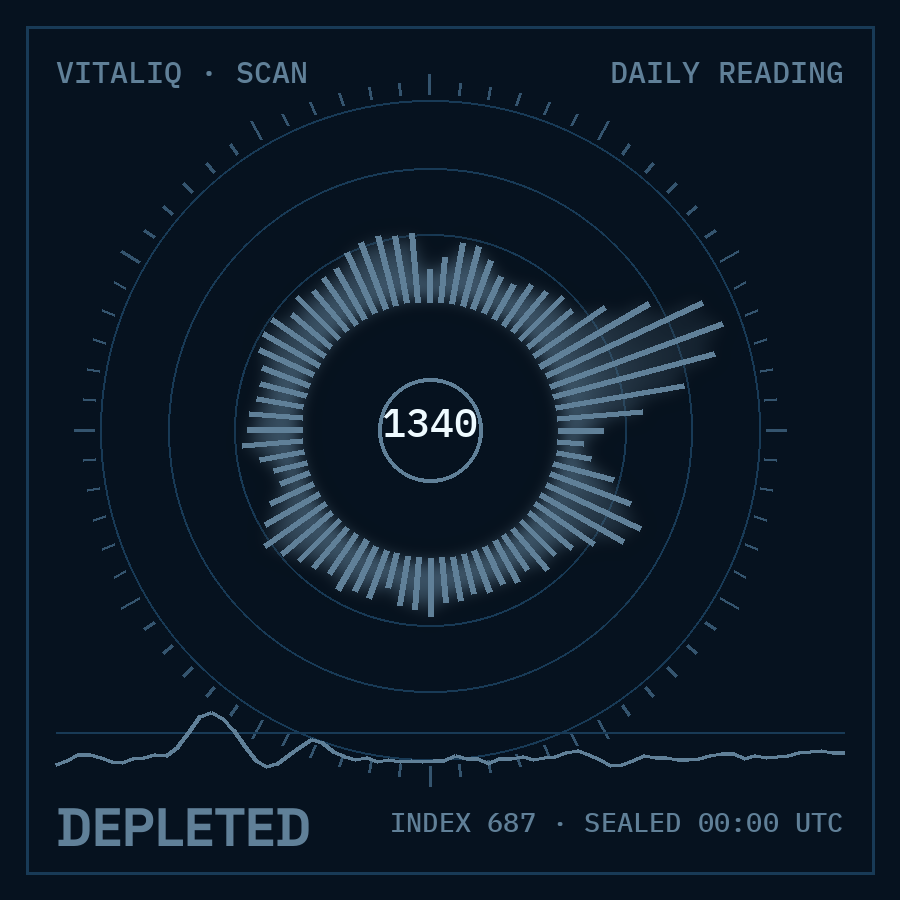 VITALIQ · SCAN
DAILY READING
1340
DEPLETED
INDEX 687 · SEALED 00:00 UTC